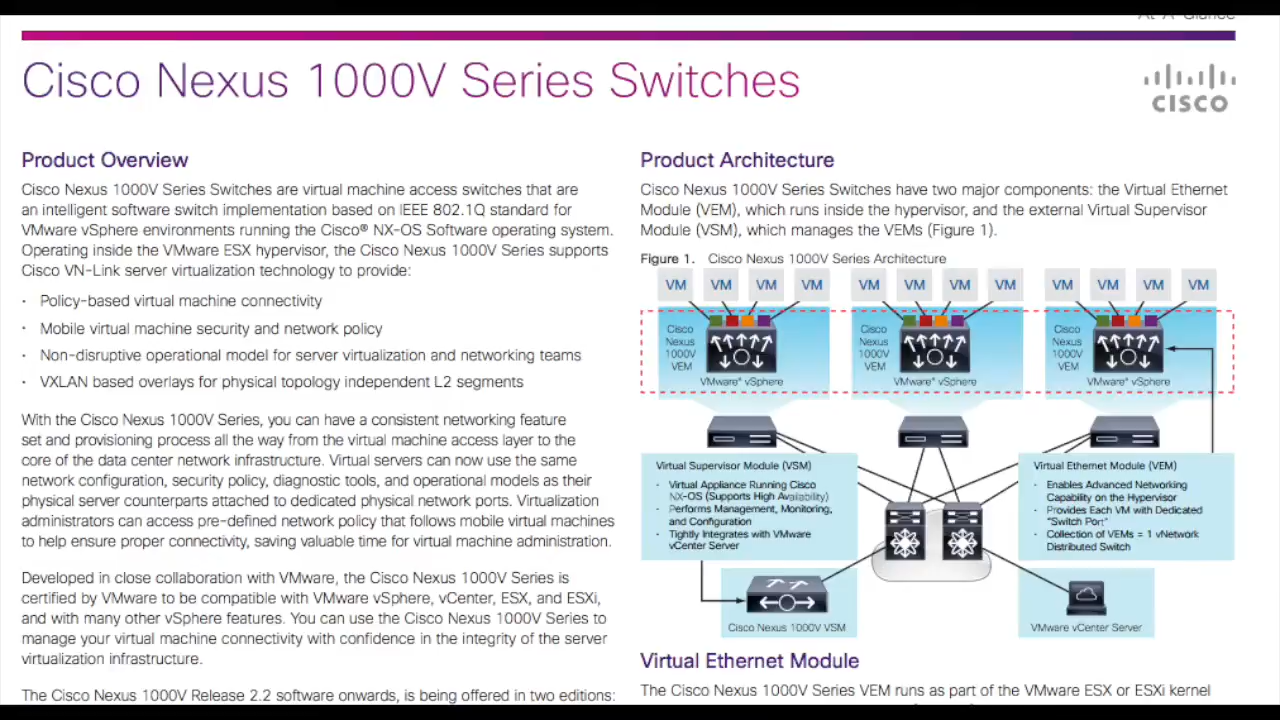 At-A-Glance
Cisco Nexus 1000V Series Switches
CISCO
Product Overview
Cisco Nexus 1000V Series Switches are virtual machine access switches that are
an intelligent software switch implementation based on IEEE 802.1Q standard for
VMware vSphere environments running the Cisco® NX-OS Software operating system.
Operating inside the VMware ESX hypervisor, the Cisco Nexus 1000V Series supports
Cisco VN-Link server virtualization technology to provide:
• Policy-based virtual machine connectivity
• Mobile virtual machine security and network policy
• Non-disruptive operational model for server virtualization and networking teams
• VXLAN based overlays for physical topology independent L2 segments
With the Cisco Nexus 1000V Series, you can have a consistent networking feature
set and provisioning process all the way from the virtual machine access layer to the
core of the data center network infrastructure. Virtual servers can now use the same
network configuration, security policy, diagnostic tools, and operational models as their
physical server counterparts attached to dedicated physical network ports. Virtualization
administrators can access pre-defined network policy that follows mobile virtual machines
to help ensure proper connectivity, saving valuable time for virtual machine administration.
Developed in close collaboration with VMware, the Cisco Nexus 1000V Series is
certified by VMware to be compatible with VMware vSphere, vCenter, ESX, and ESXi,
and with many other vSphere features. You can use the Cisco Nexus 1000V Series to
manage your virtual machine connectivity with confidence in the integrity of the server
virtualization infrastructure.
The Cisco Nexus 1000V Release 2.2 software onwards, is being offered in two editions:
Product Architecture
Cisco Nexus 1000V Series Switches have two major components: the Virtual Ethernet
Module (VEM), which runs inside the hypervisor, and the external Virtual Supervisor
Module (VSM), which manages the VEMs (Figure 1).
Figure 1. Cisco Nexus 1000V Series Architecture
VM VM VM VM VM VM VM VM VM VM VM VM
Cisco
Nexus
1000V
VEM
VMware® vSphere
Cisco
Nexus
1000V
VEM
VMware® vSphere
Cisco
Nexus
1000V
VEM
VMware® vSphere
Virtual Supervisor Module (VSM)
• Virtual Appliance Running Cisco
NX-OS (Supports High Availability)
• Performs Management, Monitoring,
and Configuration
• Tightly Integrates with VMware
vCenter Server
Virtual Ethernet Module (VEM)
• Enables Advanced Networking
Capability on the Hypervisor
• Provides Each VM with Dedicated
"Switch Port"
• Collection of VEMs = 1 vNetwork
Distributed Switch
Cisco Nexus 1000V VSM
VMware vCenter Server
Virtual Ethernet Module
The Cisco Nexus 1000V Series VEM runs as part of the VMware ESX or ESXi kernel